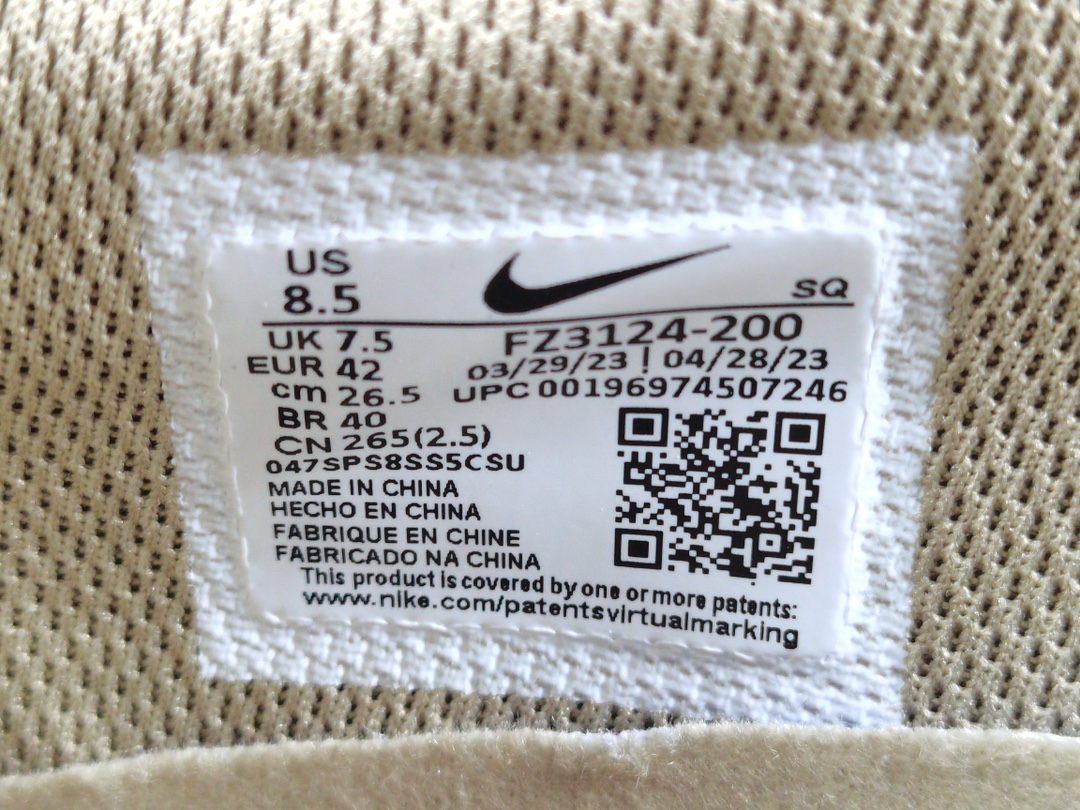 US
8.5
SQ
UK 7.5
FZ3124-200
EUR 42
03/29/23 | 04/28/23
cm 26.5
UPC 00196974507246
BR 40
CN 265(2.5)
047SPS8SS5CSU
MADE IN CHINA
HECHO EN CHINA
FABRIQUE EN CHINE
FABRICADO NA CHINA
This product is covered by one or more patents:
www.nike.com/patentsvirtualmarking